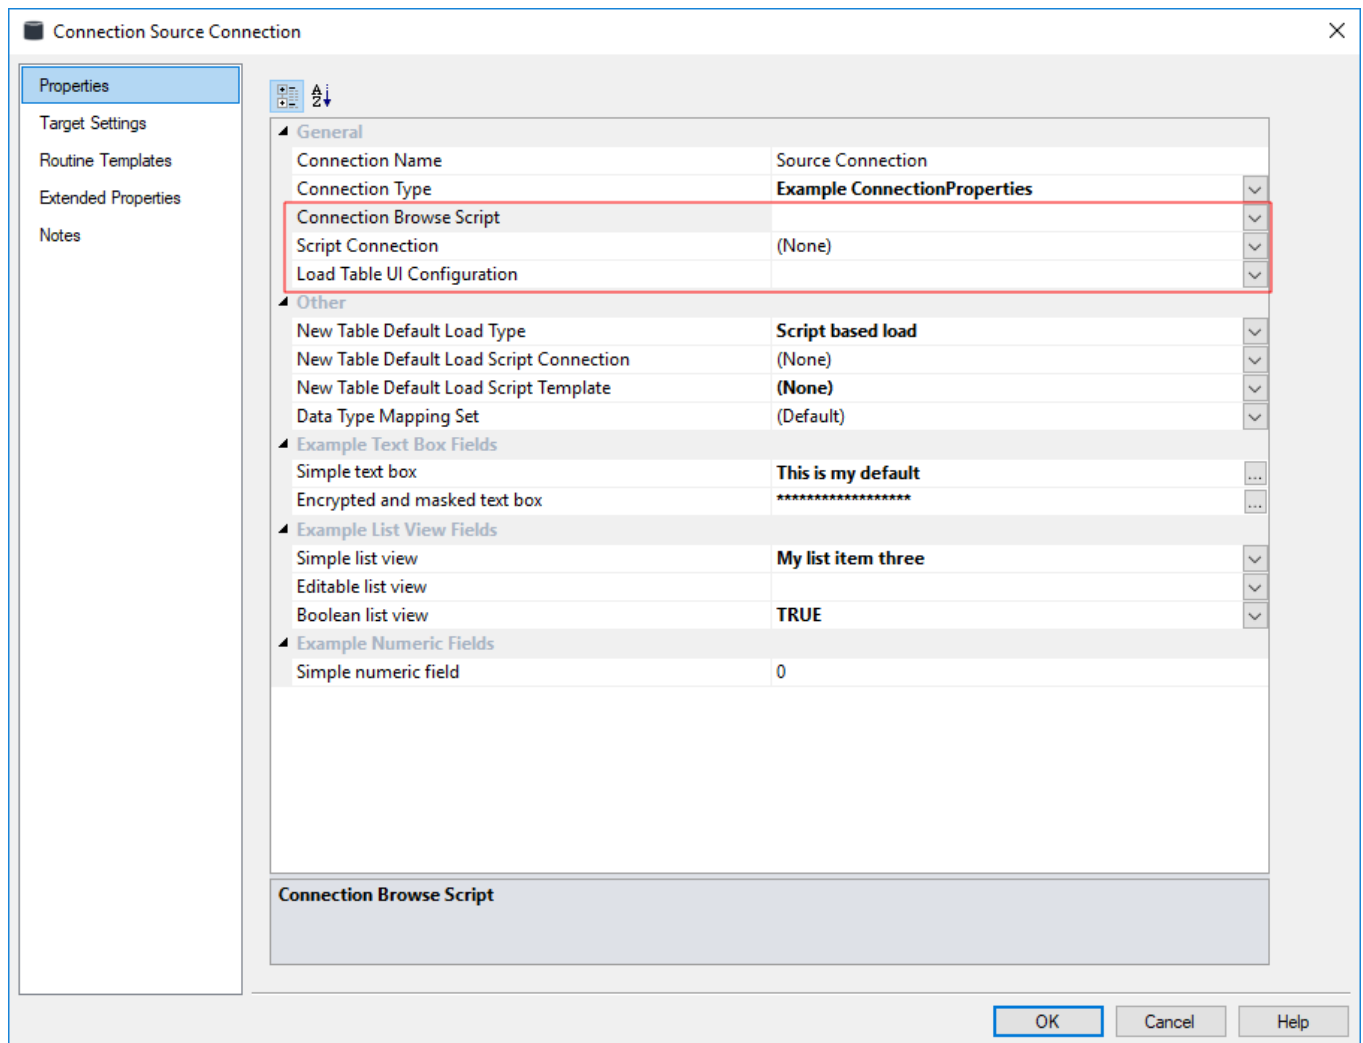 Connection Source Connection
Properties
Target Settings
Routine Templates
Extended Properties
Notes
General
Connection Name Source Connection
Connection Type Example ConnectionProperties
Connection Browse Script
Script Connection (None)
Load Table UI Configuration
Other
New Table Default Load Type Script based load
New Table Default Load Script Connection (None)
New Table Default Load Script Template (None)
Data Type Mapping Set (Default)
Example Text Box Fields
Simple text box This is my default ...
Encrypted and masked text box ****************** ...
Example List View Fields
Simple list view My list item three
Editable list view
Boolean list view TRUE
Example Numeric Fields
Simple numeric field 0
Connection Browse Script
OK Cancel Help